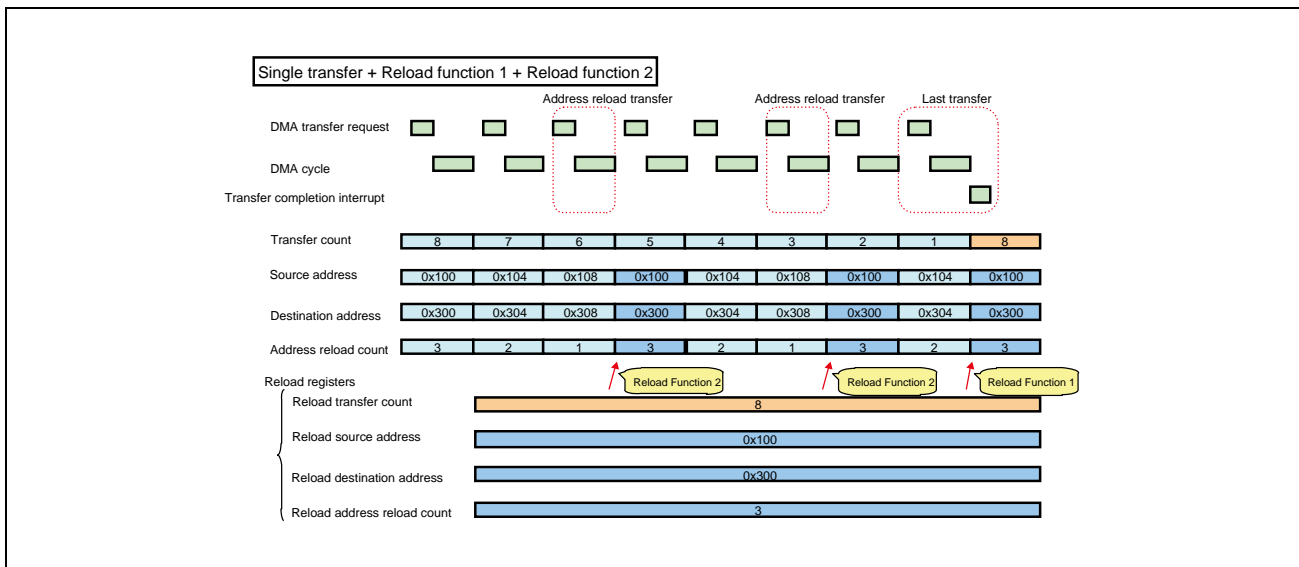 Single transfer + Reload function 1 + Reload function 2
Address reload transfer Address reload transfer Last transfer
DMA transfer request
DMA cycle
Transfer completion interrupt
Transfer count 8 7 6 5 4 3 2 1 8
Source address 0x100 0x104 0x108 0x100 0x104 0x108 0x100 0x104 0x100
Destination address 0x300 0x304 0x308 0x300 0x304 0x308 0x300 0x304 0x300
Address reload count 3 2 1 3 2 1 3 2 3
Reload registers Reload Function 2 Reload Function 2 Reload Function 1
Reload transfer count 8
Reload source address 0x100
Reload destination address 0x300
Reload address reload count 3